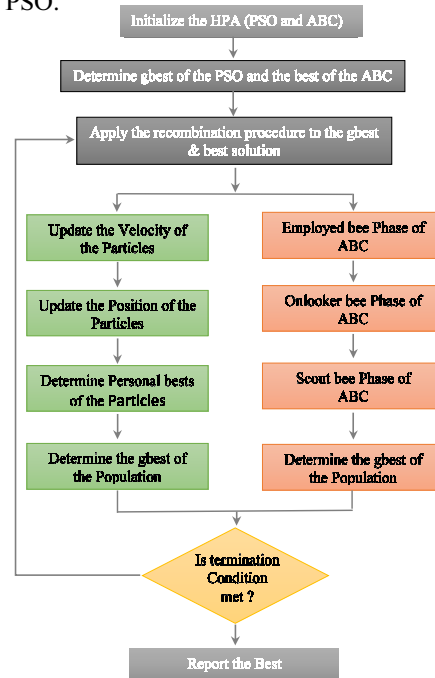 PSO.
Initialize the HPA (PSO and ABC)
Determine gbest of the PSO and the best of the ABC
Apply the recombination procedure to the gbest
& best solution
Update the Velocity of
the Particles
Update the Position of the
Particles
Determine Personal bests
of the Particles
Determine the gbest of
the Population
Employed bee Phase of
ABC
Onlooker bee Phase of
ABC
Scout bee Phase of
ABC
Determine the gbest of
the Population
Is termination
Condition
met ?
Report the Best